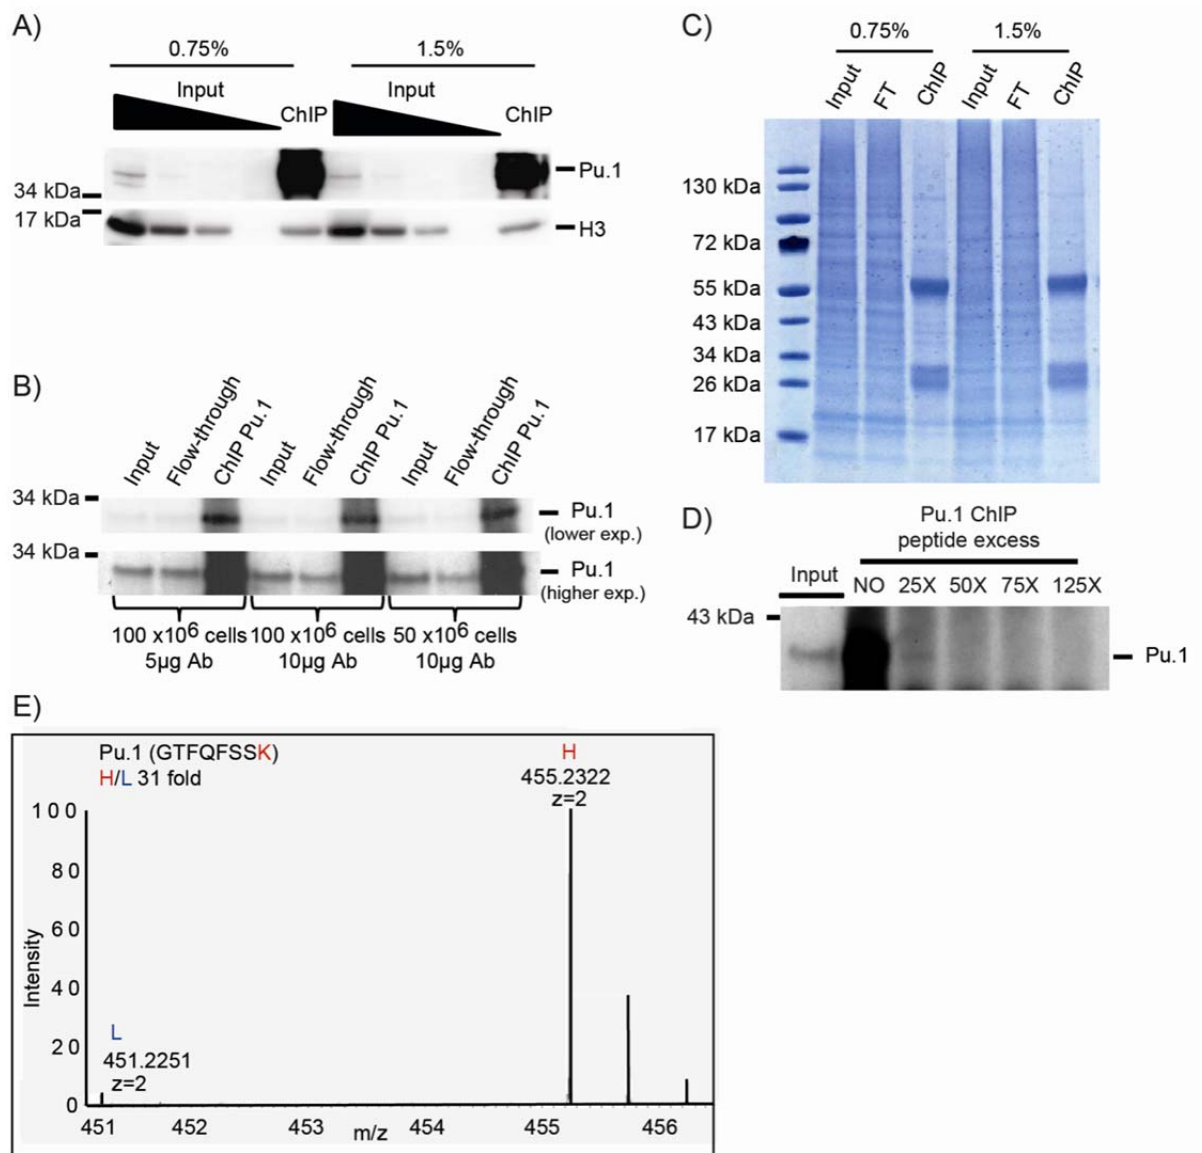 A)
0.75%
1.5%
Input
ChIP
Input
ChIP
Pu.1
34 kDa
17 kDa
H3
B)
Input
Flow-through
ChIP Pu.1
Input
Flow-through
ChIP Pu.1
Input
Flow-through
ChIP Pu.1
34 kDa
Pu.1
(lower exp.)
34 kDa
Pu.1
(higher exp.)
100 x10⁶ cells
5μg Ab
100 x10⁶ cells
10μg Ab
50 x10⁶ cells
10μg Ab
C)
0.75%
1.5%
Input
FT
ChIP
Input
FT
ChIP
130 kDa
72 kDa
55 kDa
43 kDa
34 kDa
26 kDa
17 kDa
D)
Pu.1 ChIP
peptide excess
Input
NO
25X
50X
75X
125X
43 kDa
Pu.1
E)
Pu.1 (GTFQFSSK)
H/L 31 fold
H
455.2322
z=2
L
451.2251
z=2
Intensity
100
80
60
40
20
0
451
452
453
454
455
456
m/z